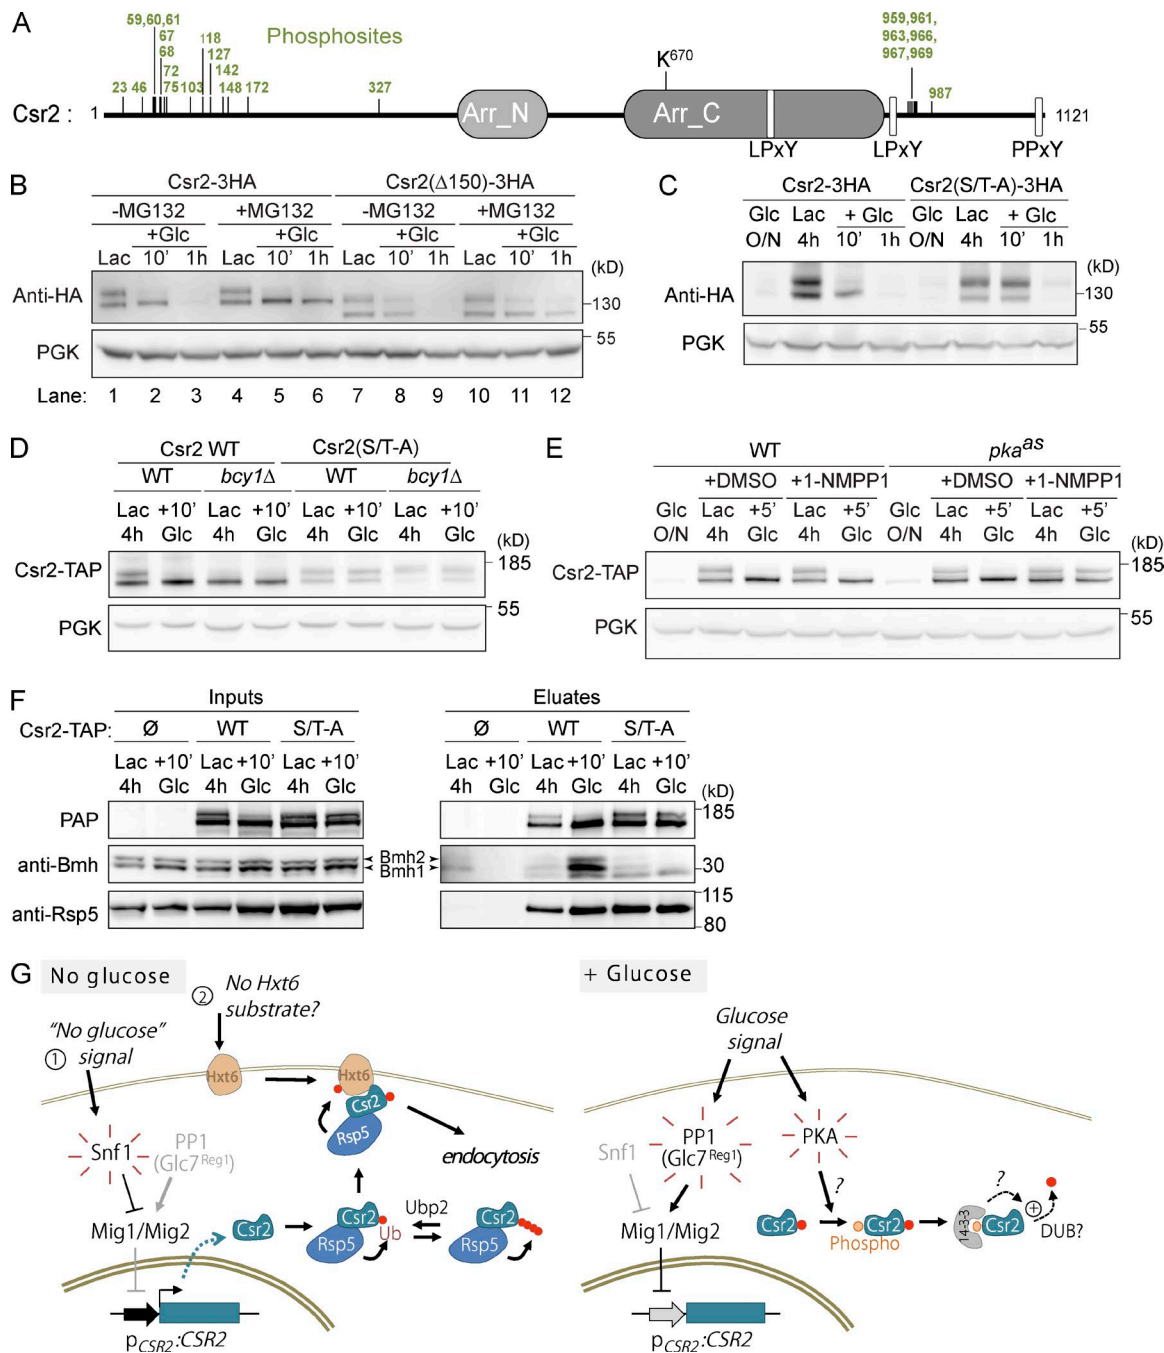 A
59,60,61
67
68
72
75
118
127
142
148
23 46 103 172
327
Phosphosites
K670
959,961,
963,966,
967,969
987
Csr2 : 1 Arr_N Arr_C 1121
LPxY LPxY PPxY
B
Csr2-3HA Csr2(Δ150)-3HA
-MG132 +MG132 -MG132 +MG132
+Glc +Glc +Glc +Glc
Lac 10' 1h Lac 10' 1h Lac 10' 1h Lac 10' 1h
(kD)
Anti-HA 130
PGK 55
Lane: 1 2 3 4 5 6 7 8 9 10 11 12
C
Csr2-3HA Csr2(S/T-A)-3HA
Glc Lac + Glc Glc Lac + Glc
O/N 4h 10' 1h O/N 4h 10' 1h
(kD)
Anti-HA 130
PGK 55
D
Csr2 WT Csr2(S/T-A)
WT bcy1Δ WT bcy1Δ
Lac +10' Lac +10' Lac +10' Lac +10'
4h Glc 4h Glc 4h Glc 4h Glc
(kD)
Csr2-TAP 185
PGK 55
E
WT pka^as
+DMSO +1-NMPP1 +DMSO +1-NMPP1
Glc Lac +5' Lac +5' Glc Lac +5' Lac +5'
O/N 4h Glc 4h Glc O/N 4h Glc 4h Glc
(kD)
Csr2-TAP 185
PGK 55
F
Inputs Eluates
Csr2-TAP: Ø WT S/T-A Ø WT S/T-A
Lac +10' Lac +10' Lac +10' Lac +10' Lac +10' Lac +10'
4h Glc 4h Glc 4h Glc 4h Glc 4h Glc 4h Glc
(kD)
PAP 185
anti-Bmh Bmh2
Bmh1 30
anti-Rsp5 115
80
G
No glucose
② No Hxt6
substrate?
"No glucose"
① signal
Hxt6 Hxt6
Csr2
Rsp5
endocytosis
Snf1 PP1
(Glc7Reg1)
Mig1/Mig2
Csr2
Csr2
Rsp5
Ub
Ubp2
Csr2
Rsp5
pCSR2:CSR2
+ Glucose
Glucose
signal
Snf1
PP1
(Glc7Reg1)
PKA
?
Mig1/Mig2
Csr2
Csr2
Phospho
14-3-3
Csr2
?
+
DUB?
pCSR2:CSR2